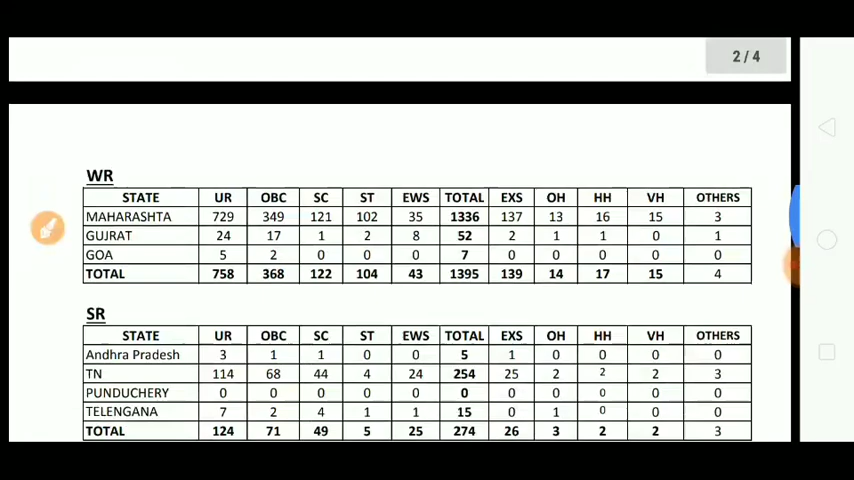 2 / 4
WR
STATE UR OBC SC ST EWS TOTAL EXS OH HH VH OTHERS
MAHARASHTA 729 349 121 102 35 1336 137 13 16 15 3
GUJRAT 24 17 1 2 8 52 2 1 1 0 1
GOA 5 2 0 0 0 7 0 0 0 0 0
TOTAL 758 368 122 104 43 1395 139 14 17 15 4
SR
STATE UR OBC SC ST EWS TOTAL EXS OH HH VH OTHERS
Andhra Pradesh 3 1 1 0 0 5 1 0 0 0 0
TN 114 68 44 4 24 254 25 2 2 2 3
PUNDUCHERY 0 0 0 0 0 0 0 0 0 0 0
TELENGANA 7 2 4 1 1 15 0 1 0 0 0
TOTAL 124 71 49 5 25 274 26 3 2 2 3